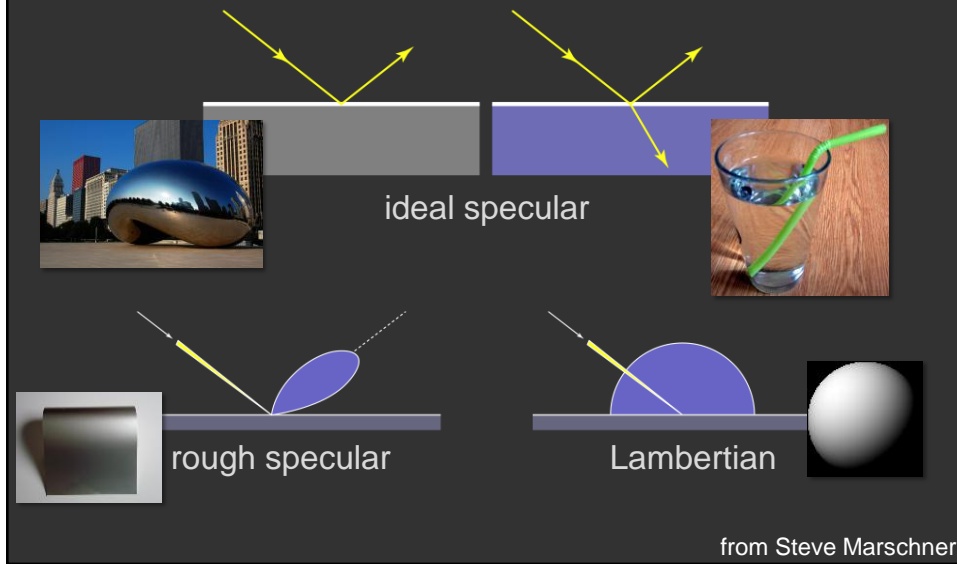 ideal specular
rough specular
Lambertian
from Steve Marschner